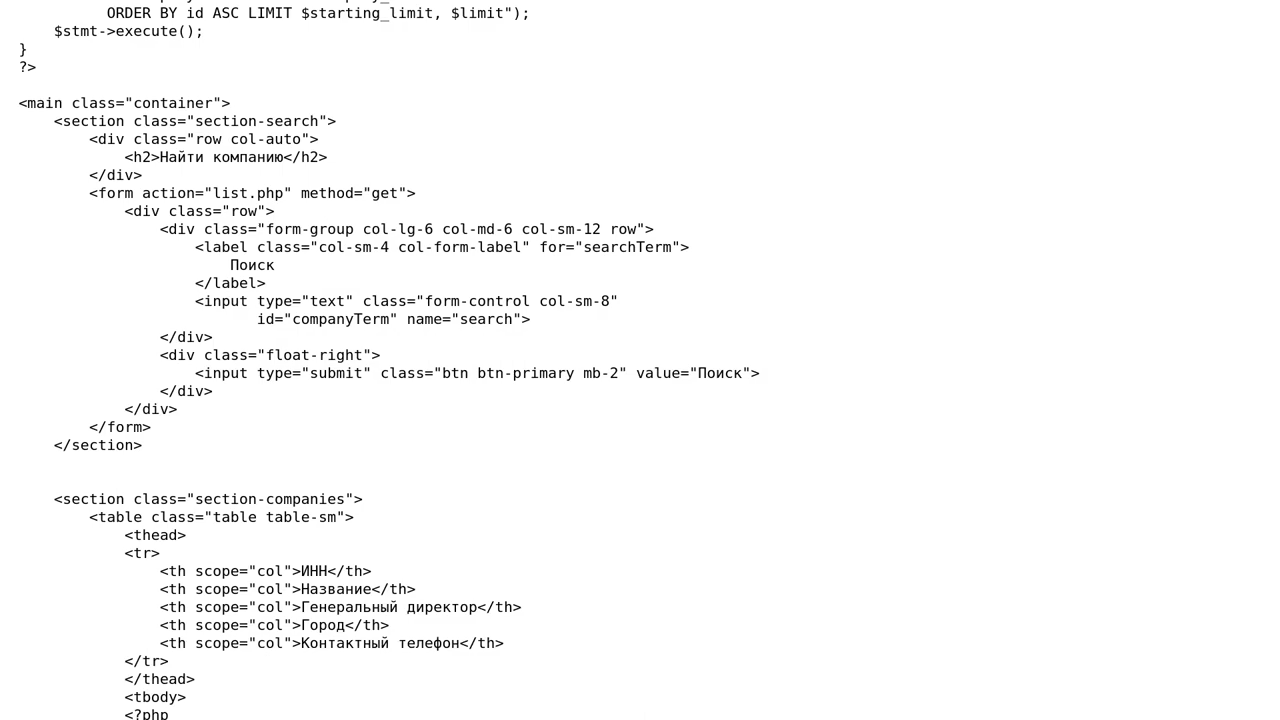 ORDER BY id ASC LIMIT $starting_limit, $limit");
    $stmt->execute();
}
?>
<main class="container">
    <section class="section-search">
        <div class="row col-auto">
            <h2>Найти компанию</h2>
        </div>
        <form action="list.php" method="get">
            <div class="row">
                <div class="form-group col-lg-6 col-md-6 col-sm-12 row">
                    <label class="col-sm-4 col-form-label" for="searchTerm">
                        Поиск
                    </label>
                    <input type="text" class="form-control col-sm-8"
                           id="companyTerm" name="search">
                </div>
                <div class="float-right">
                    <input type="submit" class="btn btn-primary mb-2" value="Поиск">
                </div>
            </div>
        </form>
    </section>
    <section class="section-companies">
        <table class="table table-sm">
            <thead>
            <tr>
                <th scope="col">ИНН</th>
                <th scope="col">Название</th>
                <th scope="col">Генеральный директор</th>
                <th scope="col">Город</th>
                <th scope="col">Контактный телефон</th>
            </tr>
            </thead>
            <tbody>
            <?php